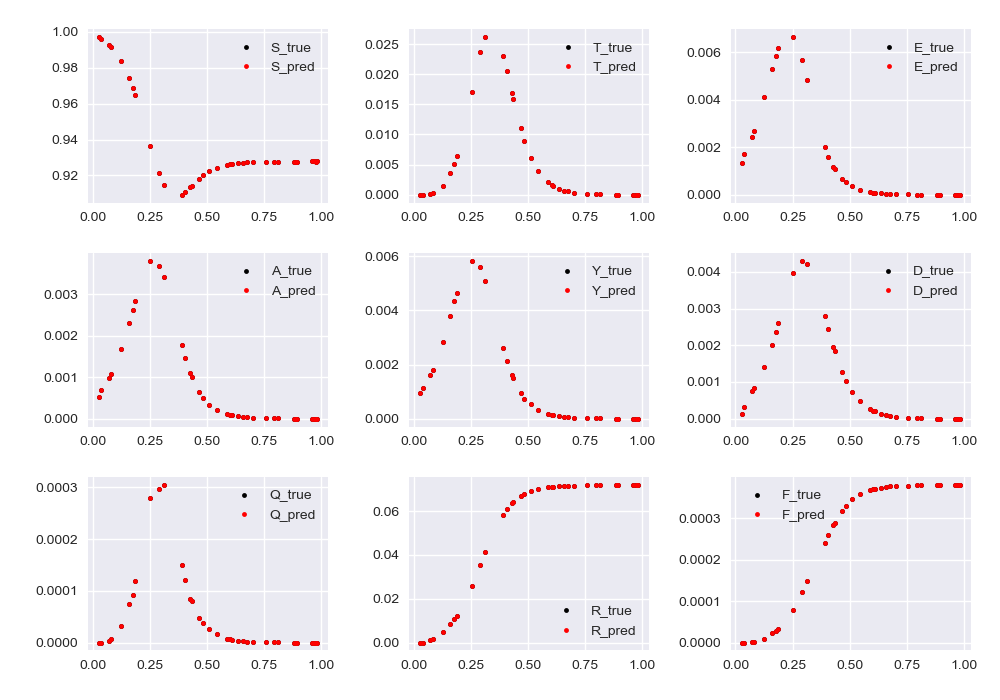 1.00
0.98
0.96
0.94
0.92
S_true
S_pred
0.00 0.25 0.50 0.75 1.00
0.025
0.020
0.015
0.010
0.005
0.000
T_true
T_pred
0.00 0.25 0.50 0.75 1.00
0.006
0.004
0.002
0.000
E_true
E_pred
0.00 0.25 0.50 0.75 1.00
0.003
0.002
0.001
0.000
A_true
A_pred
0.00 0.25 0.50 0.75 1.00
0.006
0.004
0.002
0.000
Y_true
Y_pred
0.00 0.25 0.50 0.75 1.00
0.004
0.003
0.002
0.001
0.000
D_true
D_pred
0.00 0.25 0.50 0.75 1.00
0.0003
0.0002
0.0001
0.0000
Q_true
Q_pred
0.00 0.25 0.50 0.75 1.00
0.06
0.04
0.02
0.00
R_true
R_pred
0.00 0.25 0.50 0.75 1.00
0.0003
0.0002
0.0001
0.0000
F_true
F_pred
0.00 0.25 0.50 0.75 1.00